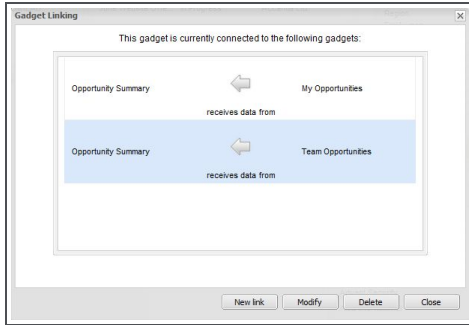 Gadget Linking
This gadget is currently connected to the following gadgets:
Opportunity Summary My Opportunities
receives data from
Opportunity Summary Team Opportunities
receives data from
New link Modify Delete Close